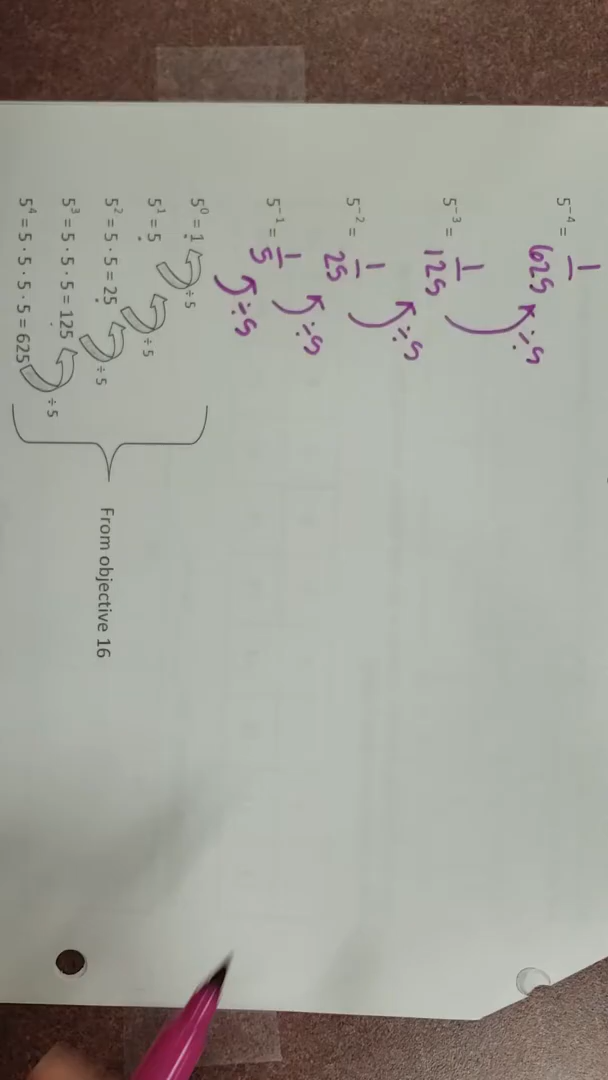 5⁻⁴ = 1/625
÷5
5⁻³ = 1/125
÷5
5⁻² = 1/25
÷5
5⁻¹ = 1/5
÷5
5⁰ = 1
÷ 5
5¹ = 5
÷ 5
5² = 5 · 5 = 25
÷ 5
5³ = 5 · 5 · 5 = 125
÷ 5
5⁴ = 5 · 5 · 5 · 5 = 625
From objective 16